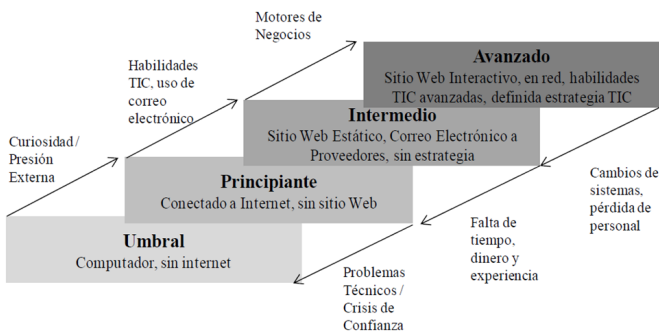 Motores de
Negocios
Avanzado
Sitio Web Interactivo, en red, habilidades
TIC avanzadas, definida estrategia TIC
Habilidades
TIC, uso de
correo
electrónico
Intermedio
Sitio Web Estático, Correo Electrónico a
Proveedores, sin estrategia
Curiosidad /
Presión
Externa
Principiante
Conectado a Internet, sin sitio Web
Cambios de
sistemas,
pérdida de
personal
Umbral
Computador, sin internet
Falta de
tiempo,
dinero y
experiencia
Problemas
Técnicos /
Crisis de
Confianza